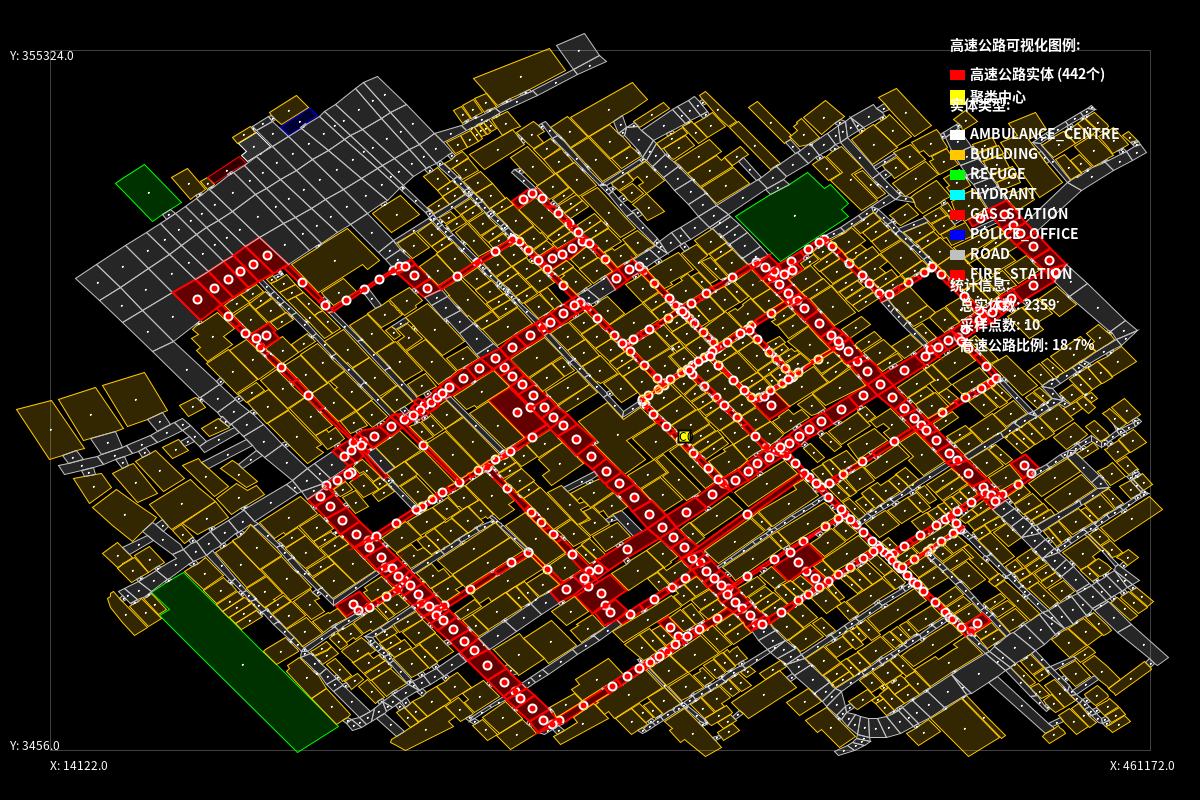 Y: 355324.0
高速公路可视化图例:
高速公路实体 (442个)
聚类中心
实体类型:
AMBULANCE_CENTRE
BUILDING
REFUGE
HYDRANT
GAS_STATION
POLICE_OFFICE
ROAD
FIRE_STATION
统计信息:
总实体数: 2359
采样点数: 10
高速公路比例: 18.7%
Y: 3456.0
X: 14122.0
X: 461172.0